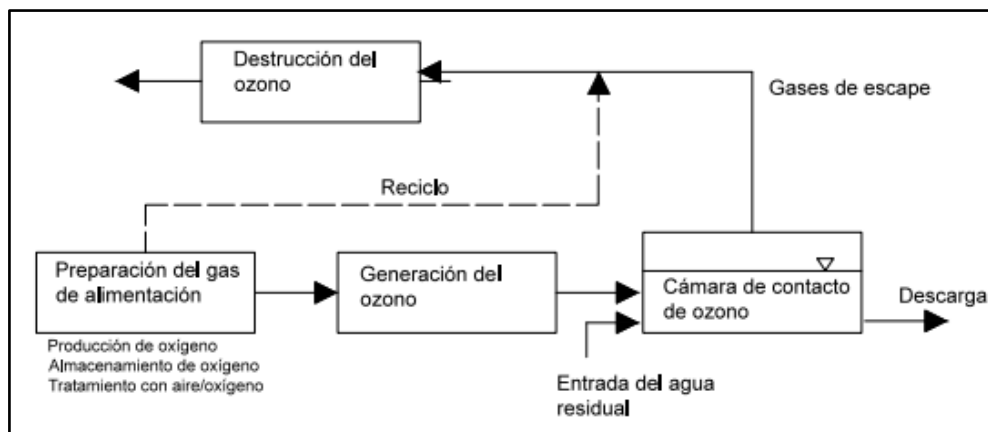 Destrucción del
ozono
Gases de escape
Reciclo
Preparación del gas
de alimentación
Generación del
ozono
Cámara de contacto
de ozono
Descarga
Producción de oxígeno
Almacenamiento de oxígeno
Tratamiento con aire/oxígeno
Entrada del agua
residual